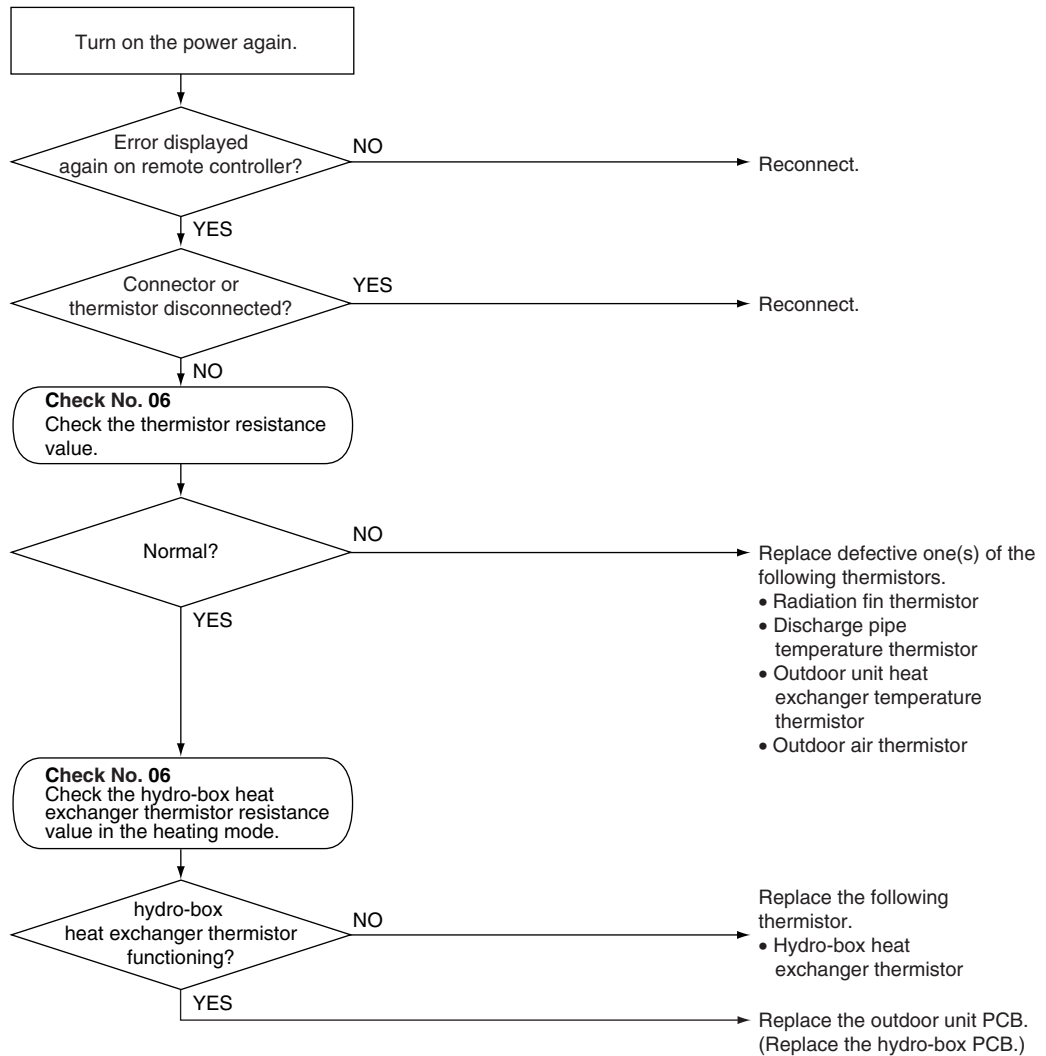 Turn on the power again.
Error displayed
again on remote controller?
NO
Reconnect.
YES
Connector or
thermistor disconnected?
YES
Reconnect.
NO
Check No. 06
Check the thermistor resistance
value.
Normal?
NO
Replace defective one(s) of the
following thermistors.
• Radiation fin thermistor
• Discharge pipe
temperature thermistor
• Outdoor unit heat
exchanger temperature
thermistor
• Outdoor air thermistor
YES
Check No. 06
Check the hydro-box heat
exchanger thermistor resistance
value in the heating mode.
hydro-box
heat exchanger thermistor
functioning?
NO
Replace the following
thermistor.
• Hydro-box heat
exchanger thermistor
YES
Replace the outdoor unit PCB.
(Replace the hydro-box PCB.)